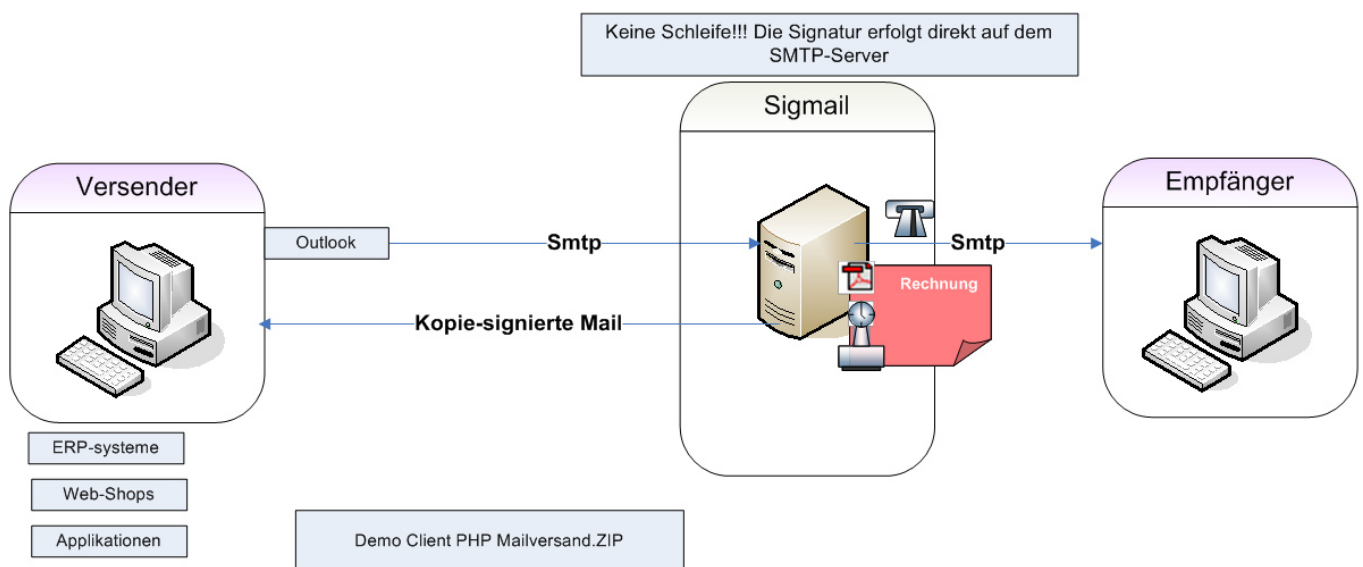 Keine Schleife!!! Die Signatur erfolgt direkt auf dem
SMTP-Server
Sigmail
Versender
Empfänger
Outlook
Smtp
Smtp
Rechnung
Kopie-signierte Mail
ERP-systeme
Web-Shops
Applikationen
Demo Client PHP Mailversand.ZIP